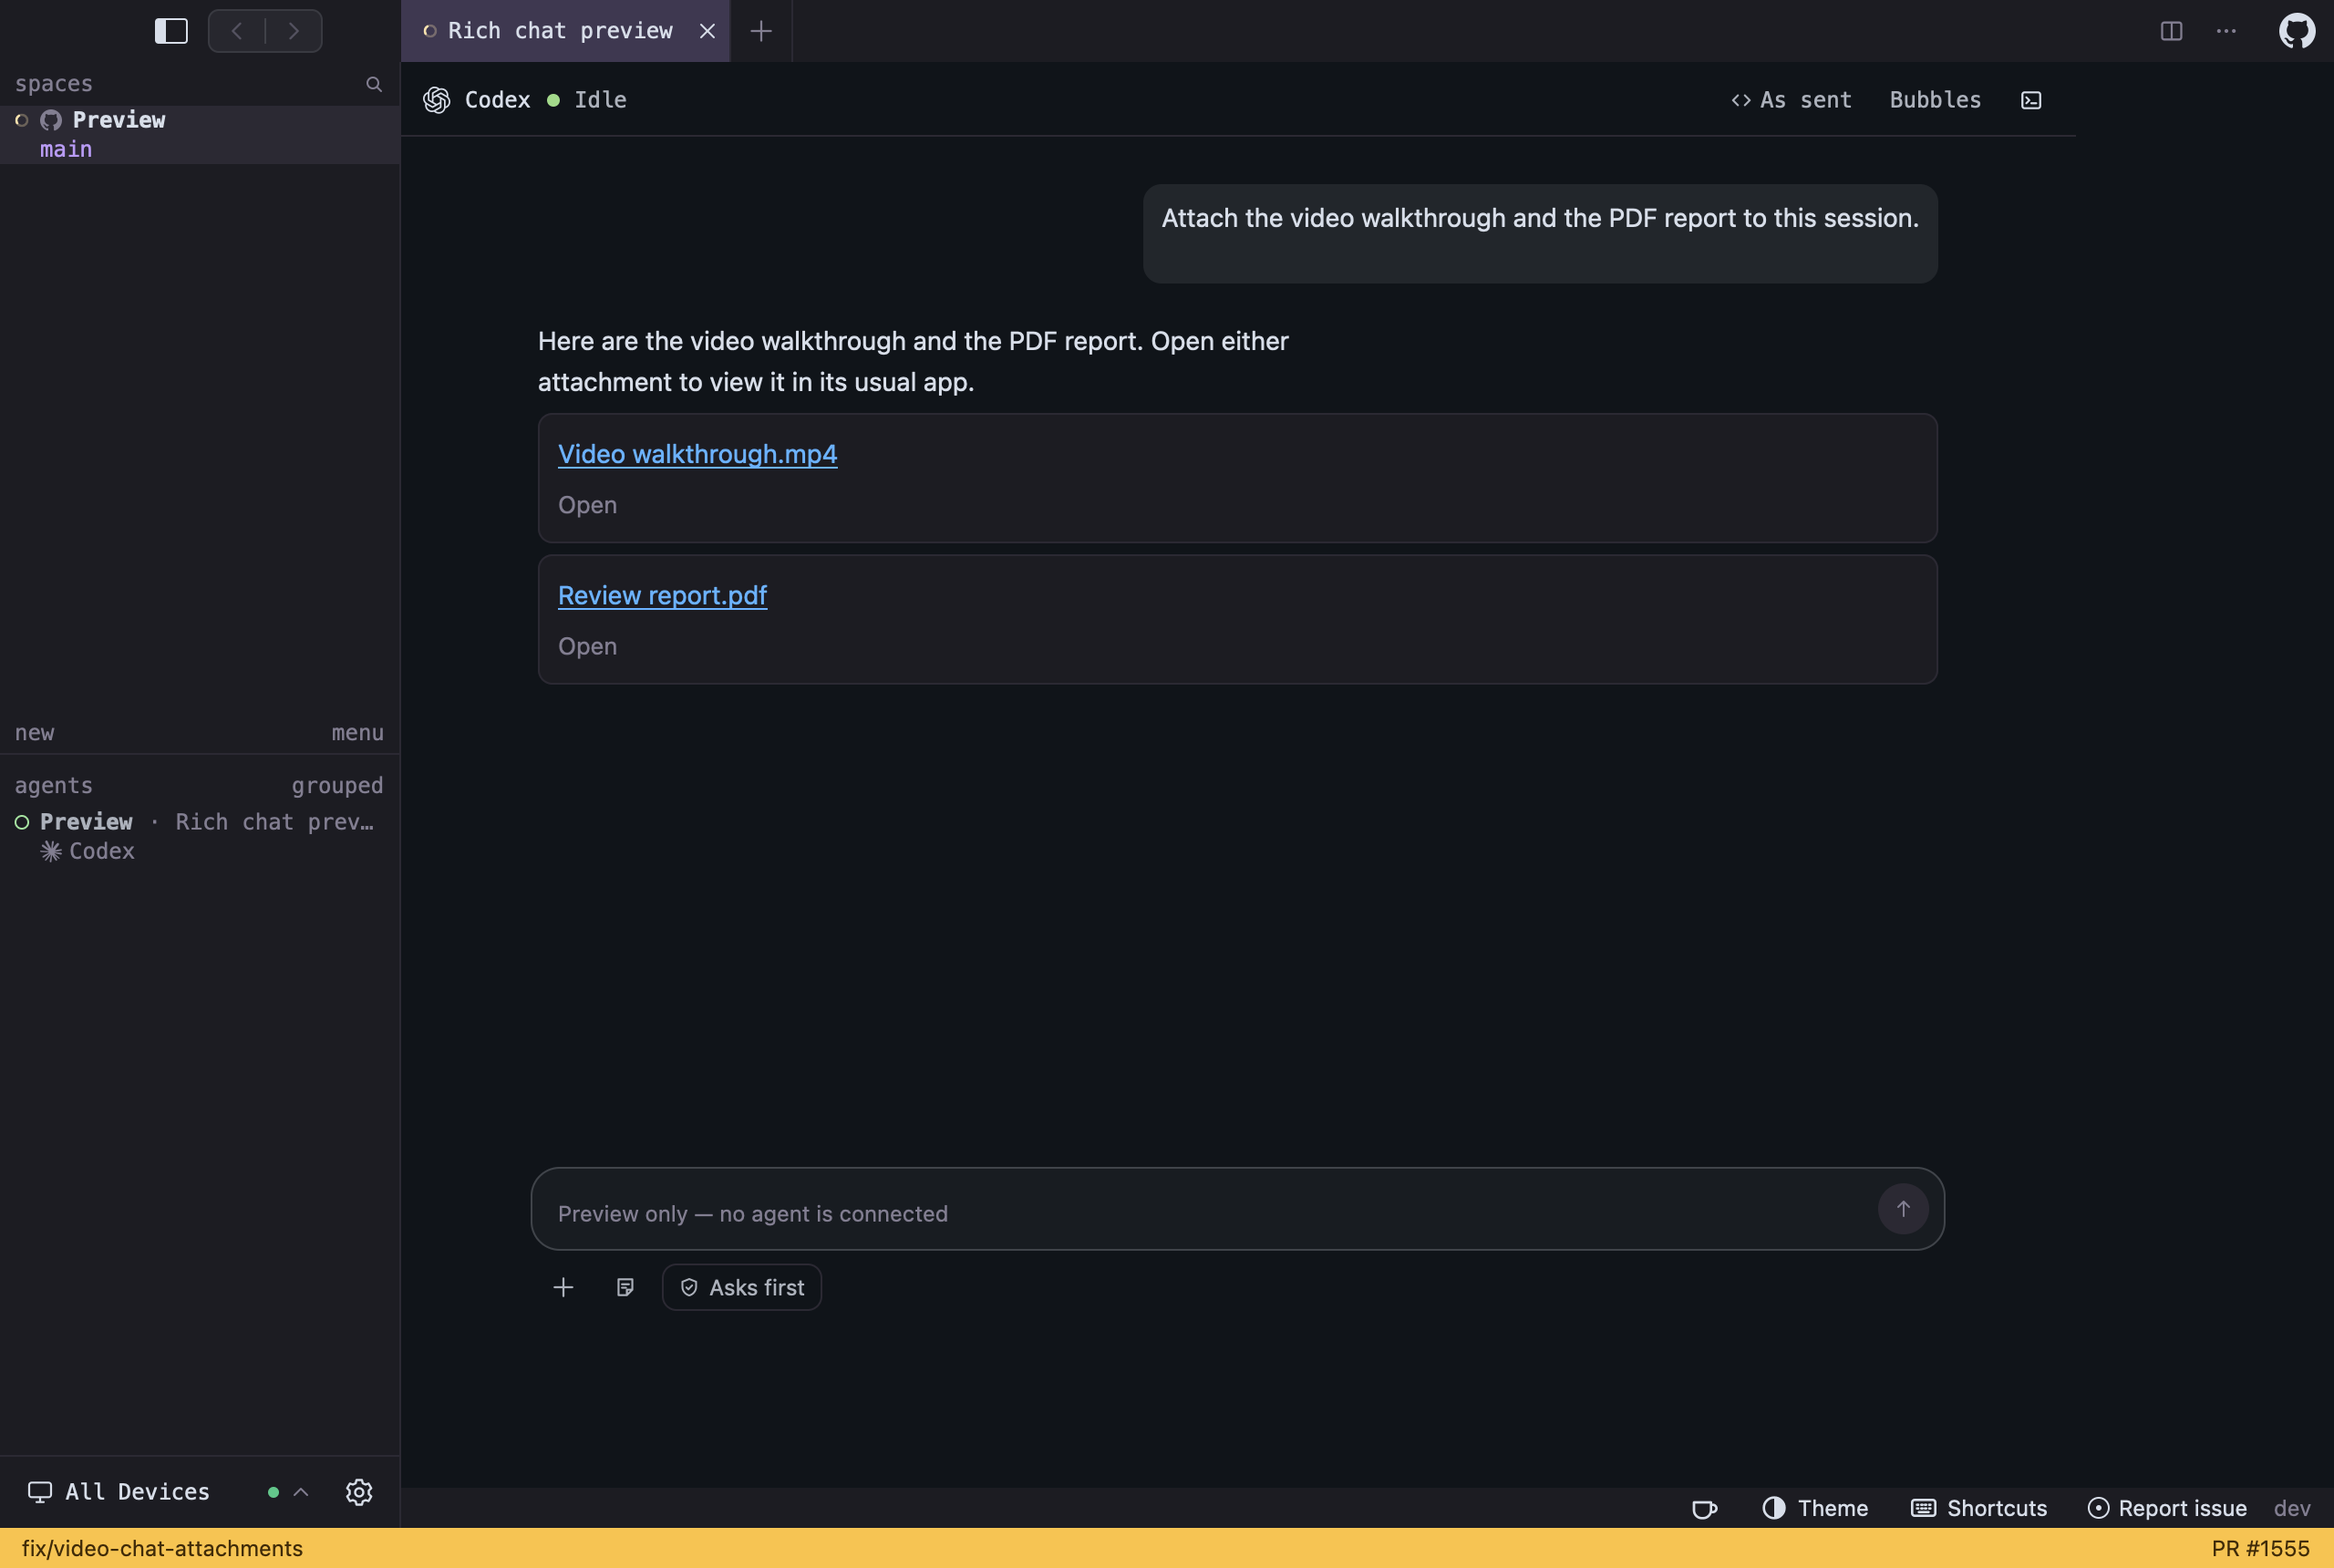 Rich chat preview
spaces
Preview
main
Codex
Idle
As sent
Bubbles
Attach the video walkthrough and the PDF report to this session.
Here are the video walkthrough and the PDF report. Open either
attachment to view it in its usual app.
Video walkthrough.mp4
Open
Review report.pdf
Open
new
menu
agents
grouped
Preview · Rich chat prev…
Codex
Preview only — no agent is connected
Asks first
All Devices
Theme
Shortcuts
Report issue
dev
fix/video-chat-attachments
PR #1555